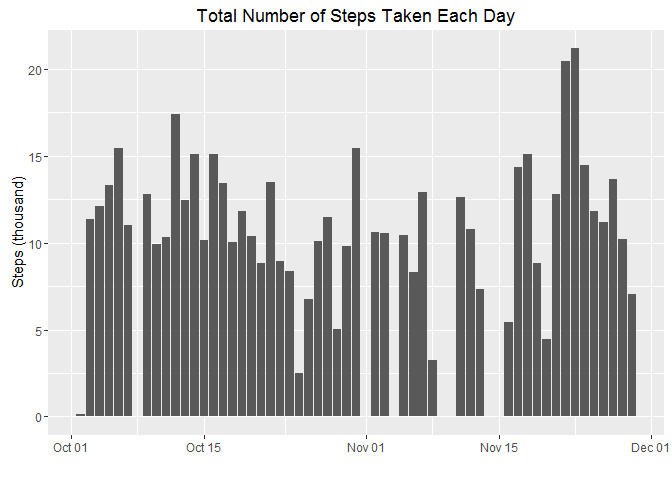 Total Number of Steps Taken Each Day
Steps (thousand)
20
15
10
5
0
Oct 01 Oct 15 Nov 01 Nov 15 Dec 01